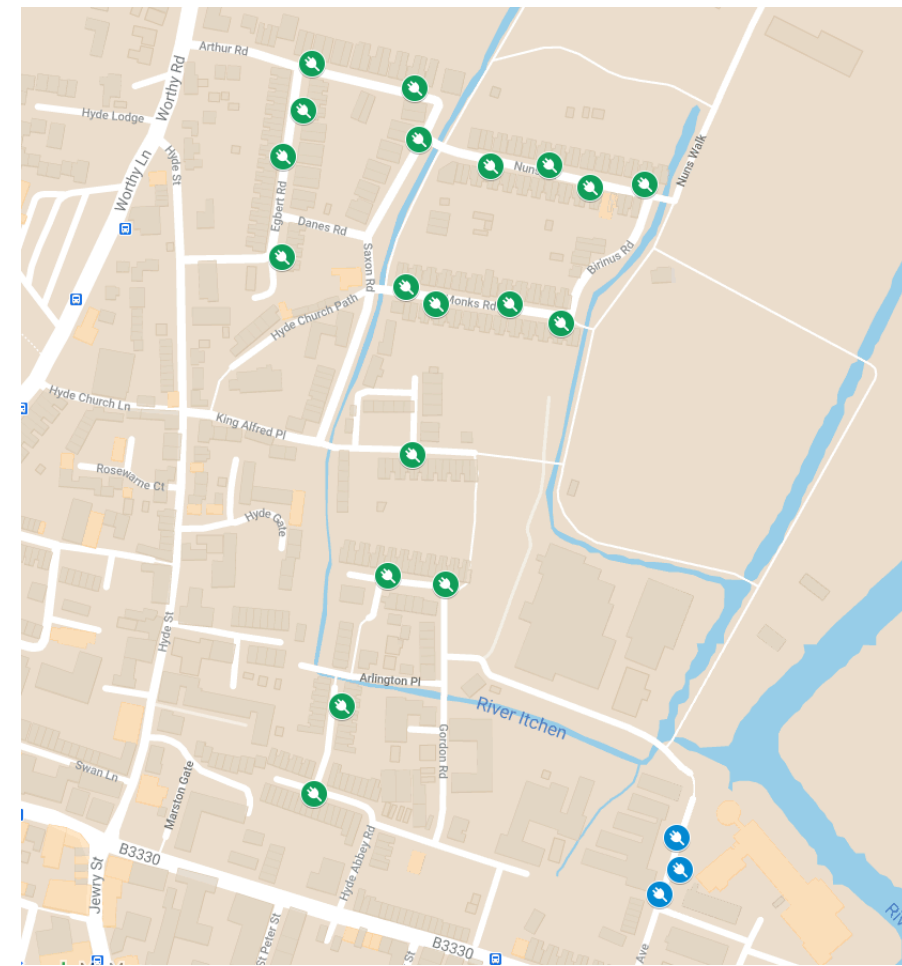 Arthur Rd
Worthy Rd
Hyde Lodge
Hyde St
Nuns Walk
Worthy Ln
Egbert Rd
Danes Rd
Saxon Rd
Birinus Rd
Monks Rd
Hyde Church Path
Hyde Church Ln
King Alfred Pl
Rosewarne Ct
Hyde Gate
Hyde St
Arlington Pl
River Itchen
Gordon Rd
Swan Ln
Marston Gate
B3330
Hyde Abbey Rd
Jewry St
St Peter St
St
B3330
Ave